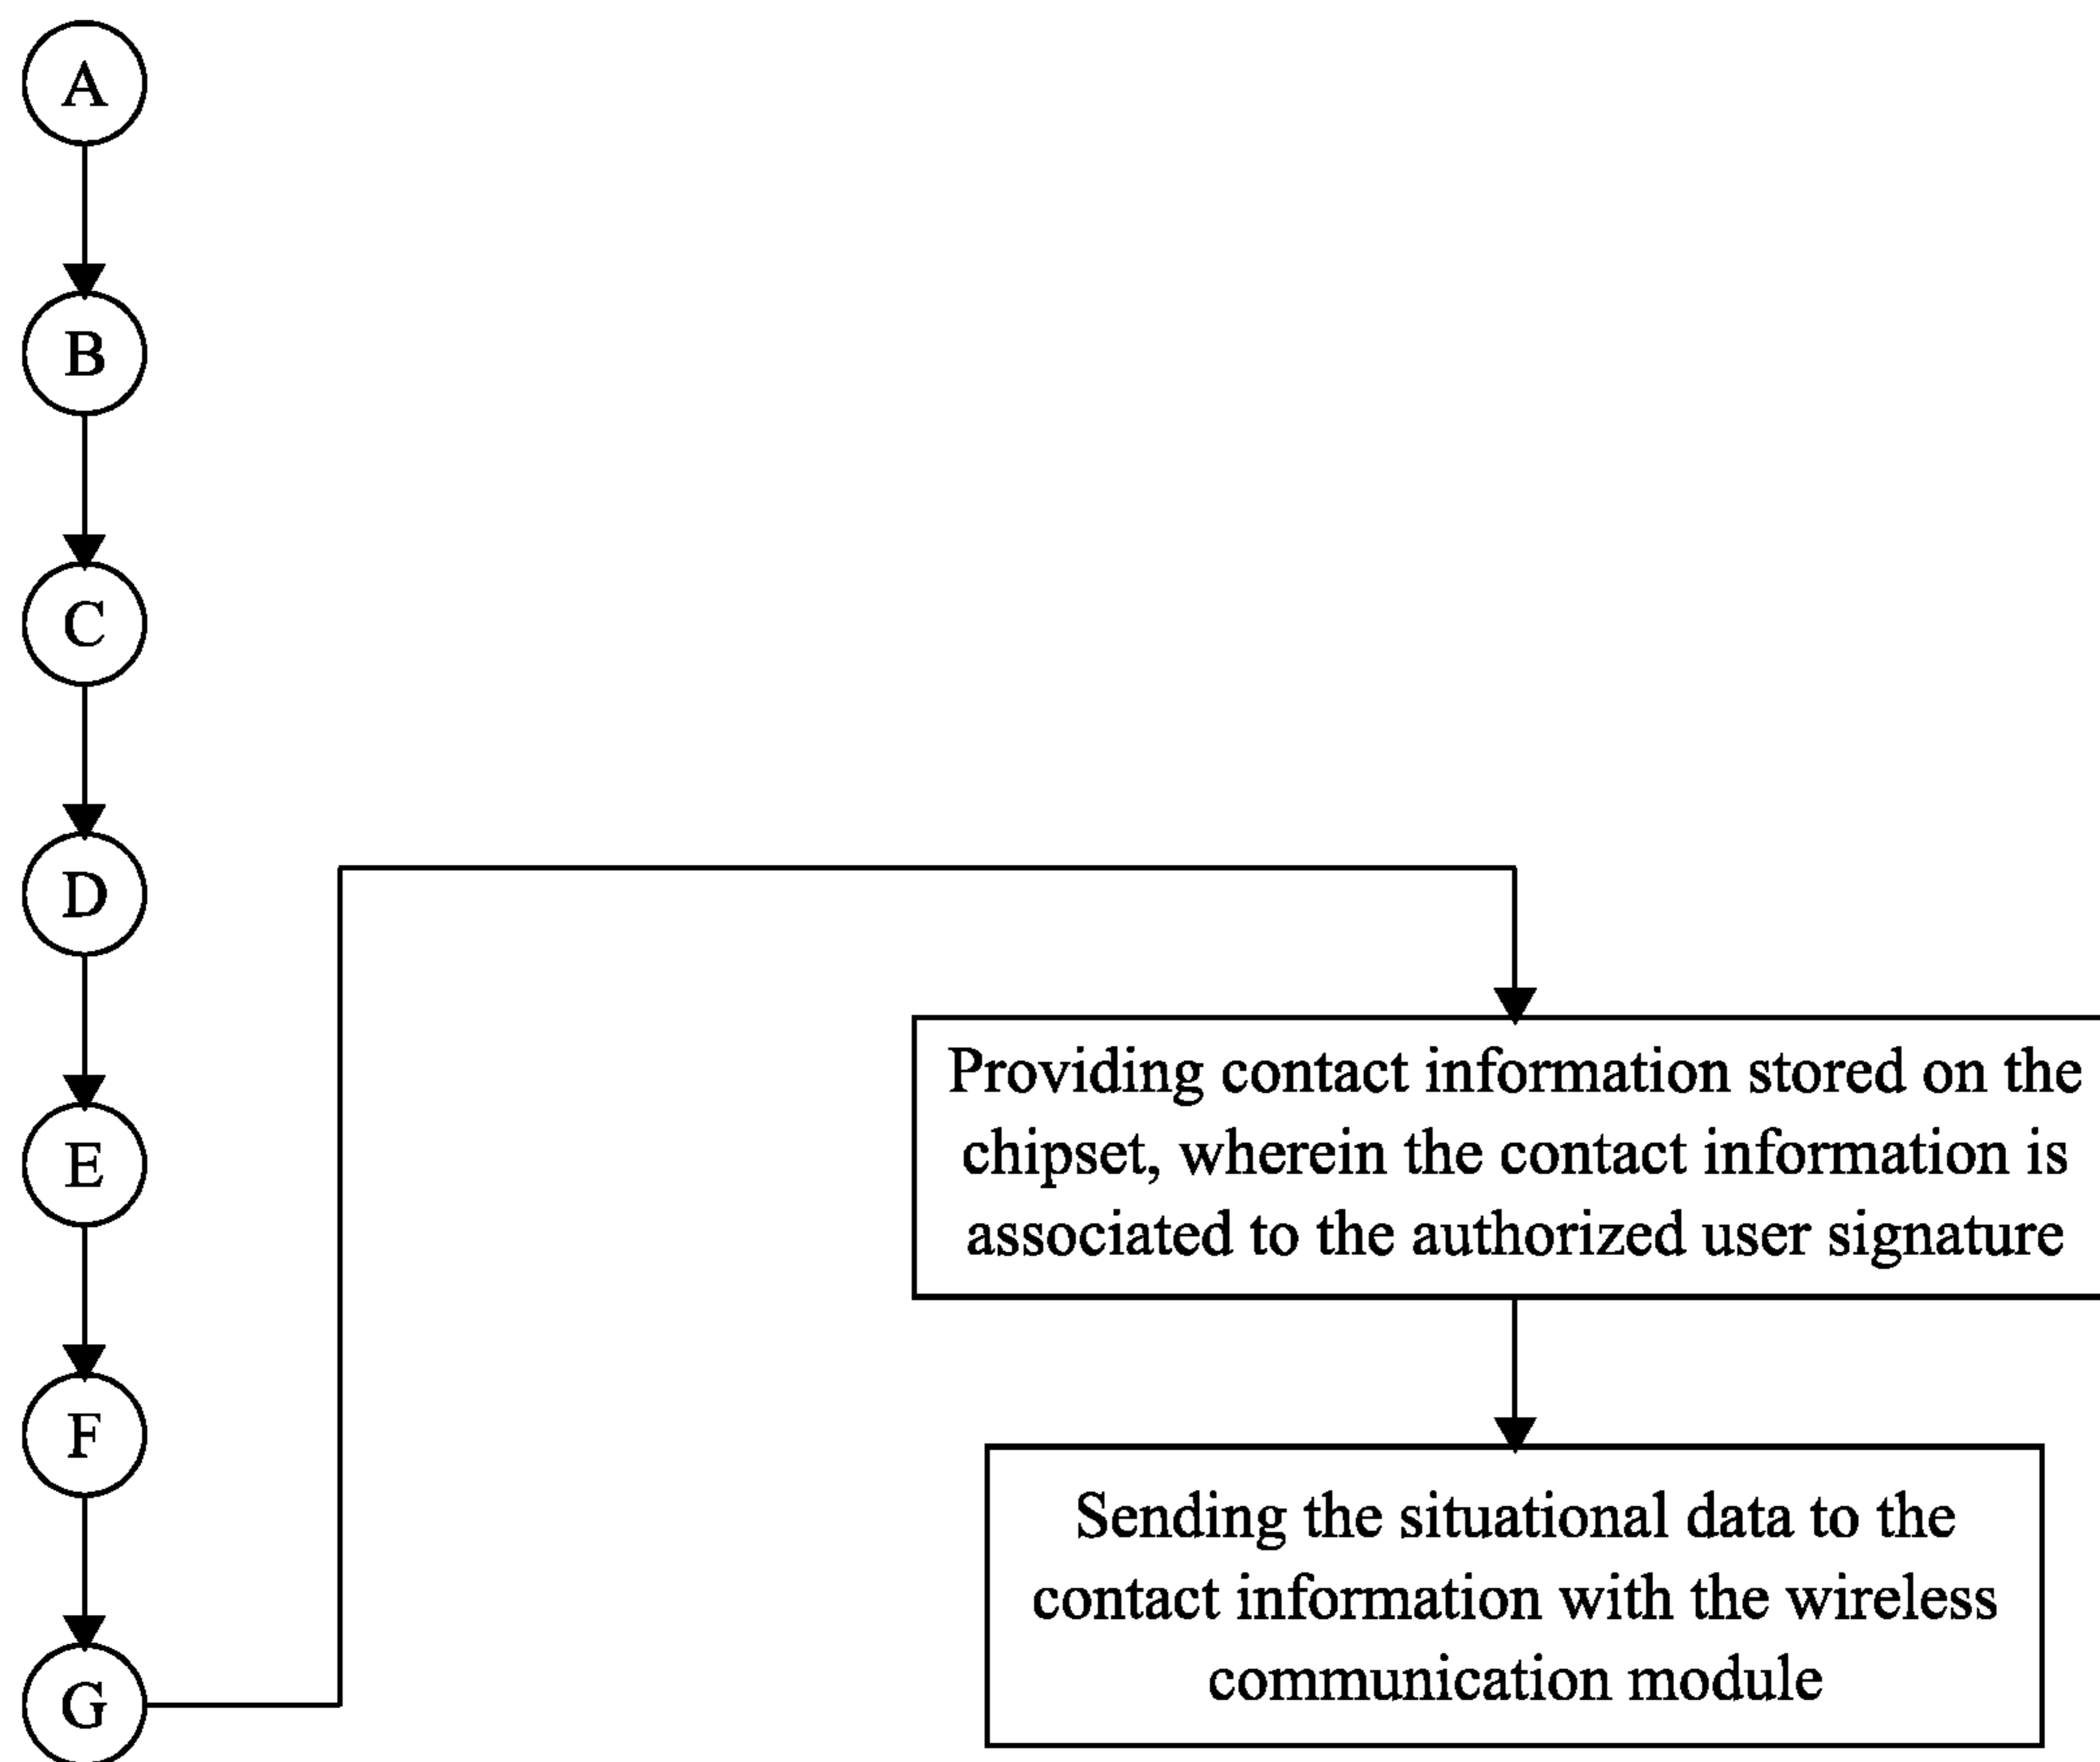 A
B
C
D
E
F
G
Providing contact information stored on the
chipset, wherein the contact information is
associated to the authorized user signature
Sending the situational data to the
contact information with the wireless
communication module